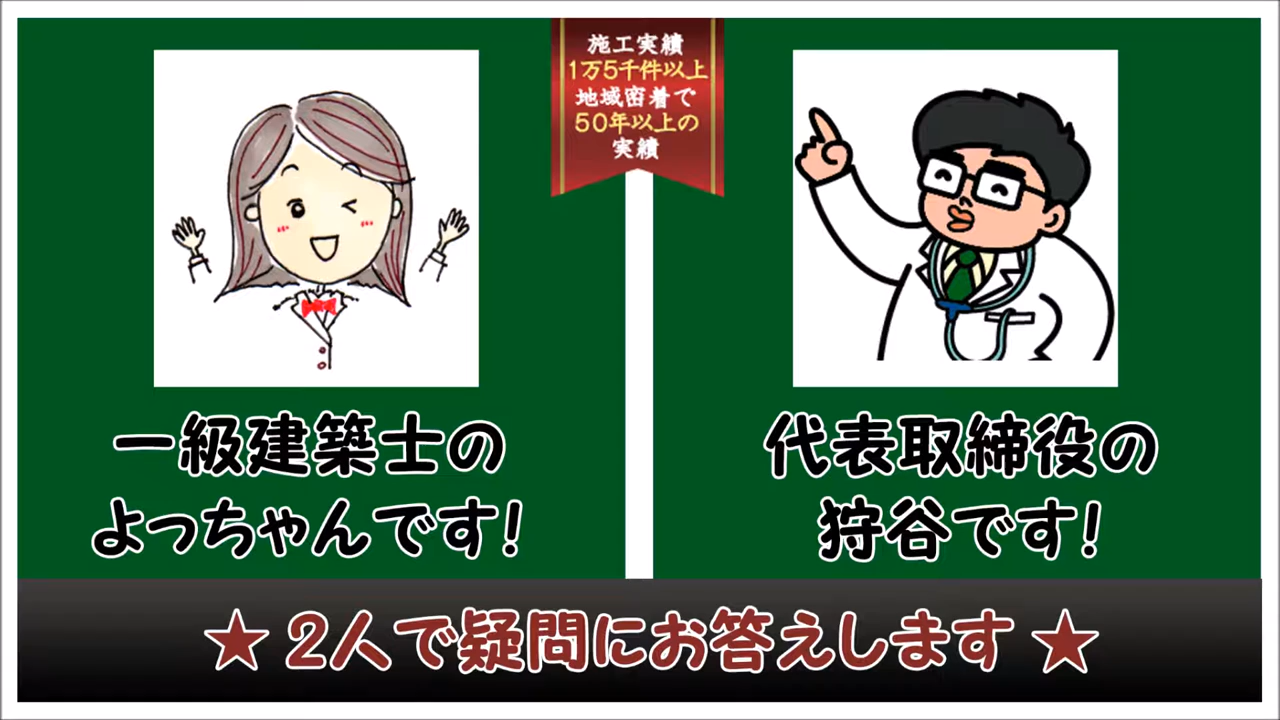 施工実績
1万5千件以上
地域密着で
50年以上の
実績
一級建築士の
よっちゃんです!
代表取締役の
狩谷です!
★ 2人で疑問にお答えします ★